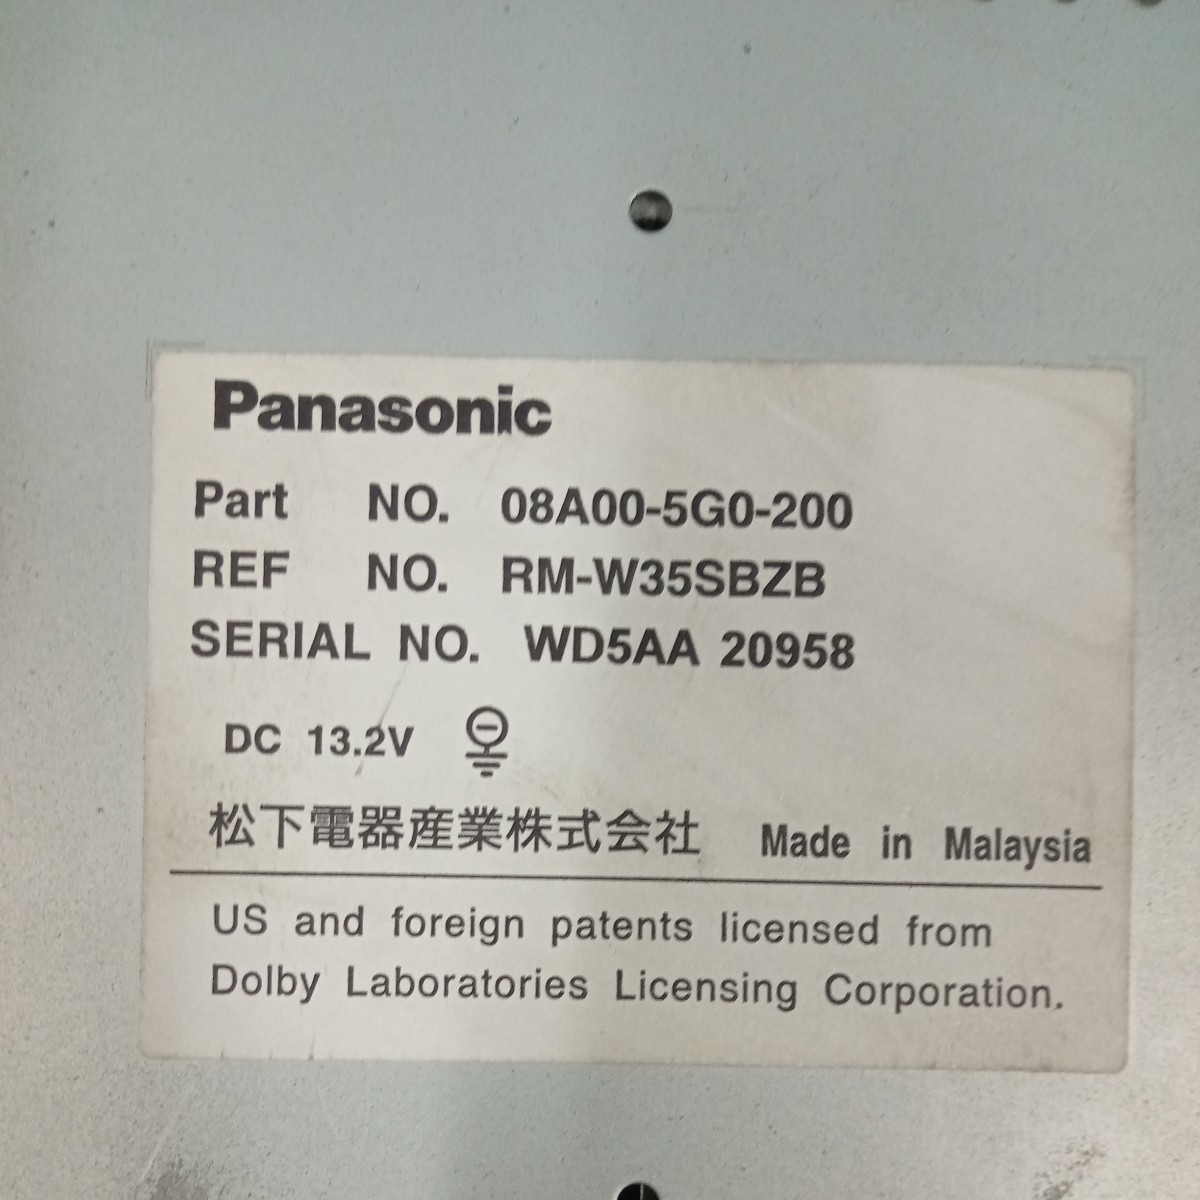 Panasonic
Part NO. 08A00-5G0-200
REF NO. RM-W35SBZB
SERIAL NO. WD5AA 20958
DC 13.2V
松下電器産業株式会社 Made in Malaysia
US and foreign patents licensed from
Dolby Laboratories Licensing Corporation.